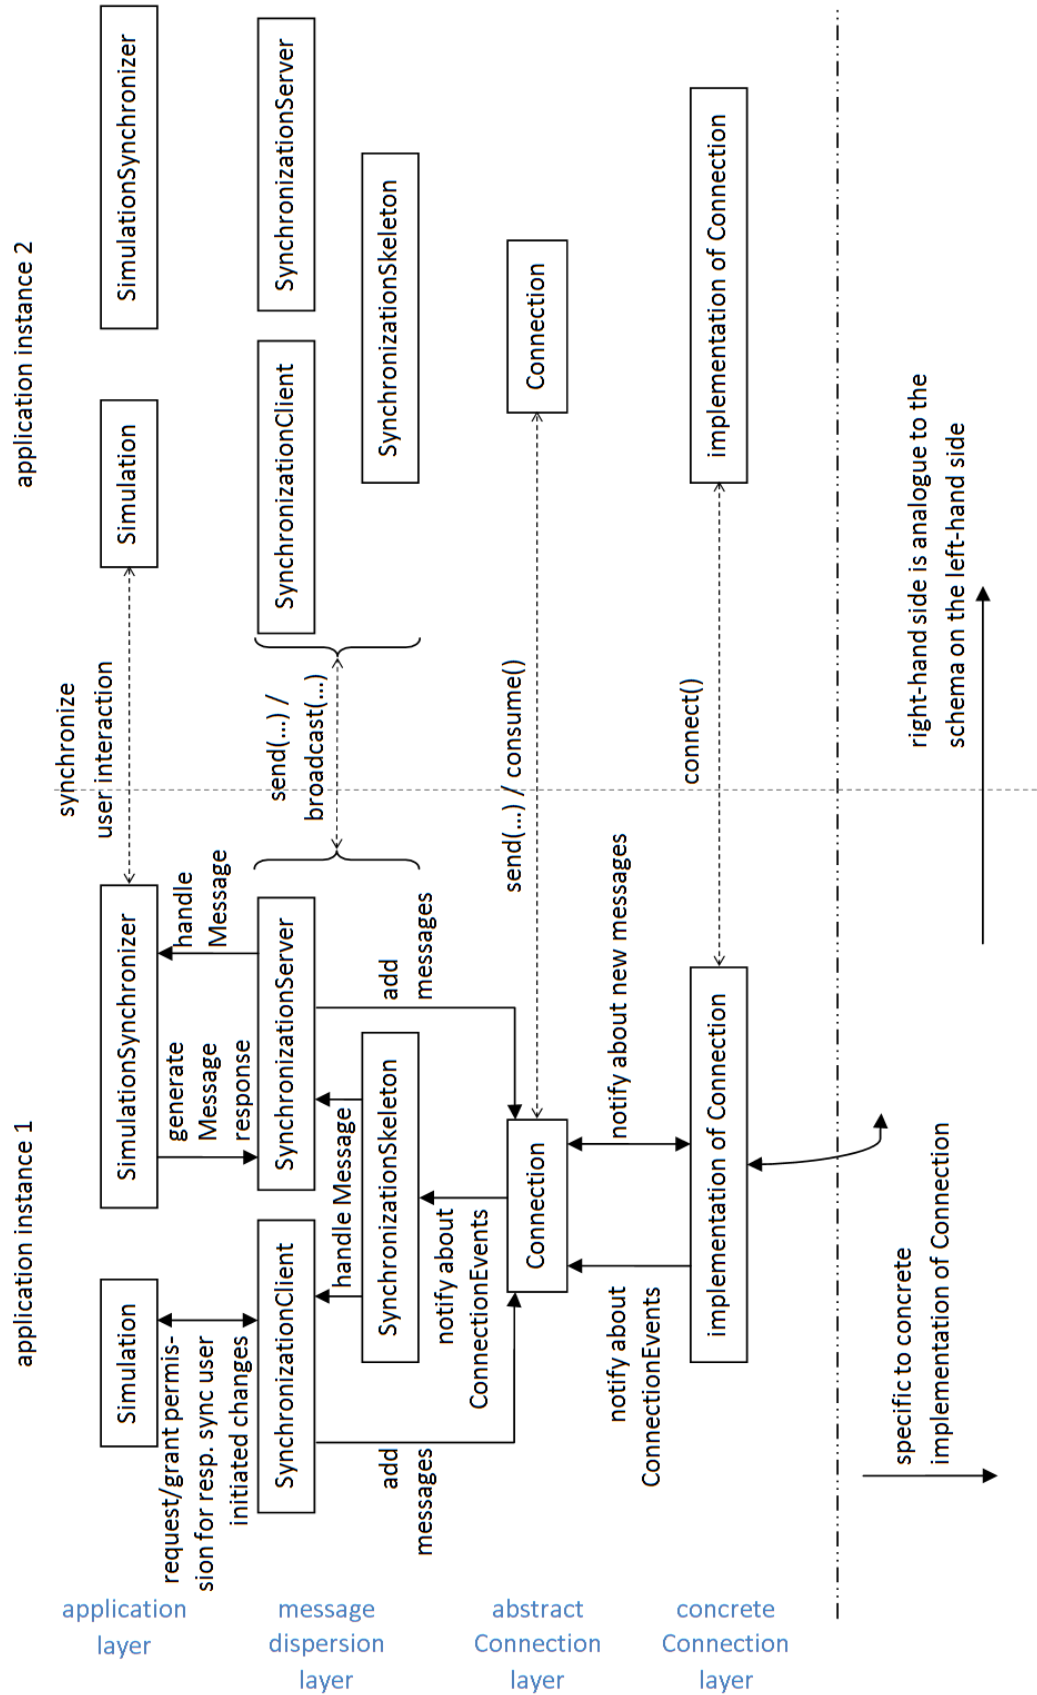 application instance 1
application instance 2
application
layer
Simulation
SimulationSynchronizer
synchronize
user interaction
Simulation
SimulationSynchronizer
request/grant permis-
sion for resp. sync user
initiated changes
generate
Message
response
handle
Message
message
dispersion
layer
SynchronizationClient
SynchronizationServer
send(...) /
broadcast(...)
SynchronizationClient
SynchronizationServer
handle Message
SynchronizationSkeleton
SynchronizationSkeleton
add
messages
notify about
ConnectionEvents
add
messages
abstract
Connection
layer
Connection
send(...) / consume()
Connection
notify about
ConnectionEvents
notify about new messages
concrete
Connection
layer
implementation of Connection
connect()
implementation of Connection
specific to concrete
implementation of Connection
right-hand side is analogue to the
schema on the left-hand side